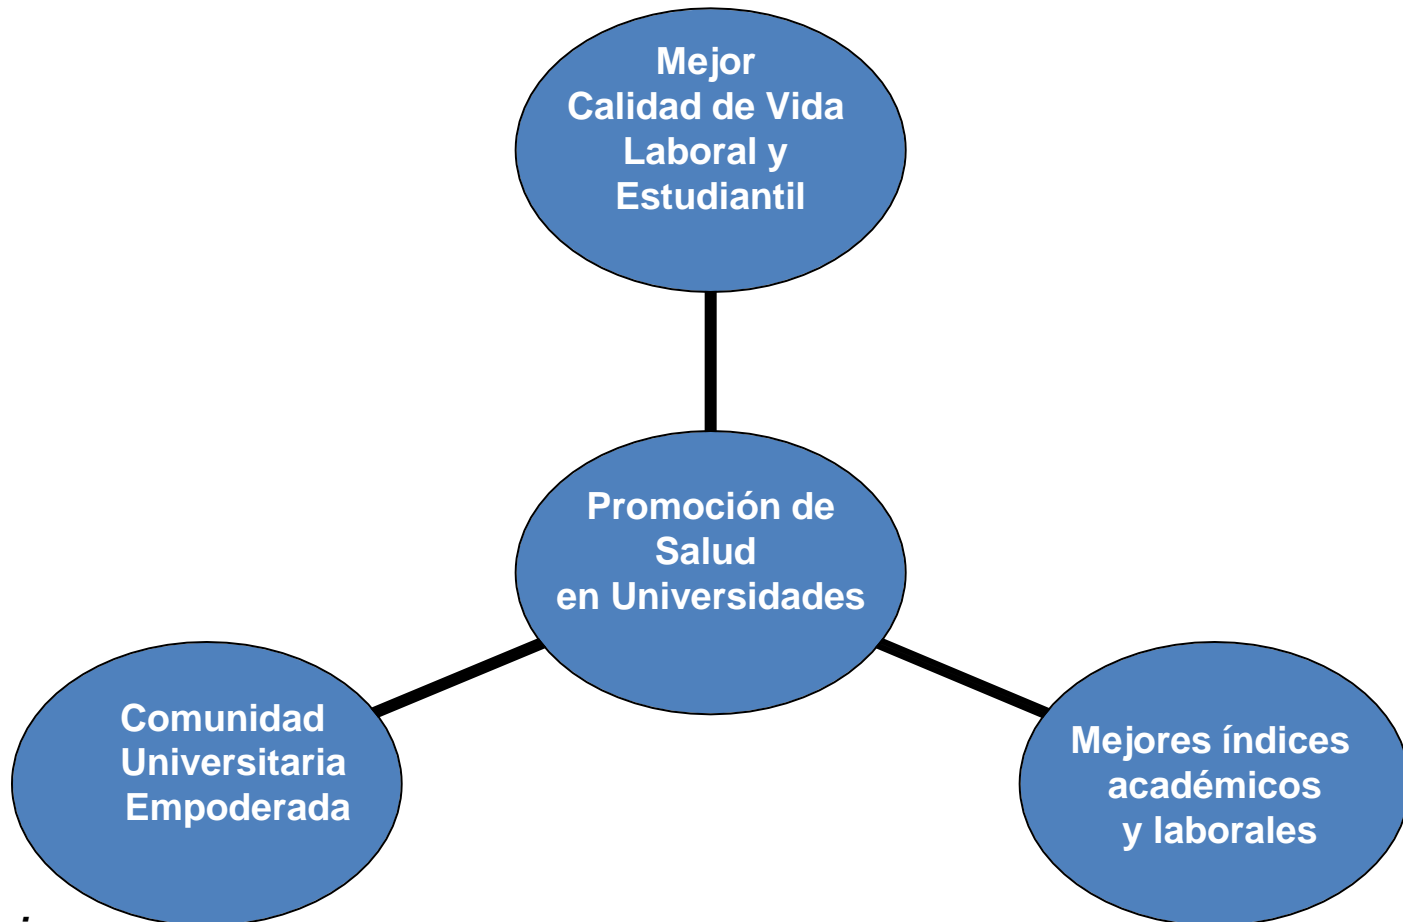 Mejor
Calidad de Vida
Laboral y
Estudiantil
Promoción de
Salud
en Universidades
Comunidad
Universitaria
Empoderada
Mejores índices
académicos
y laborales